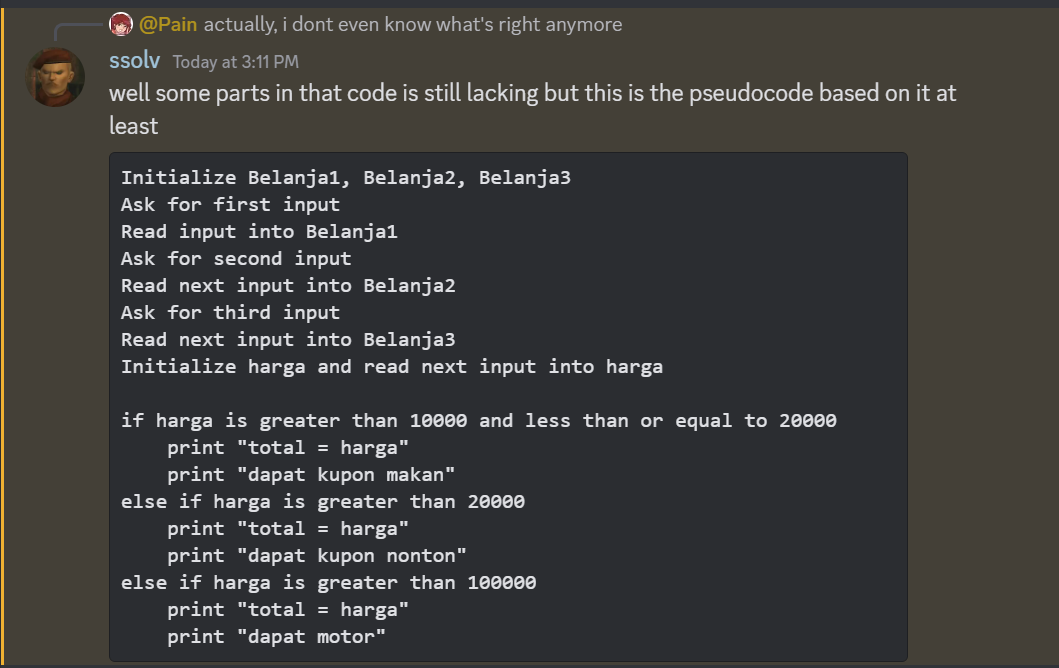 @Pain actually, i dont even know what's right anymore
ssolv Today at 3:11 PM
well some parts in that code is still lacking but this is the pseudocode based on it at
least
Initialize Belanja1, Belanja2, Belanja3
Ask for first input
Read input into Belanja1
Ask for second input
Read next input into Belanja2
Ask for third input
Read next input into Belanja3
Initialize harga and read next input into harga

if harga is greater than 10000 and less than or equal to 20000
    print "total = harga"
    print "dapat kupon makan"
else if harga is greater than 20000
    print "total = harga"
    print "dapat kupon nonton"
else if harga is greater than 100000
    print "total = harga"
    print "dapat motor"